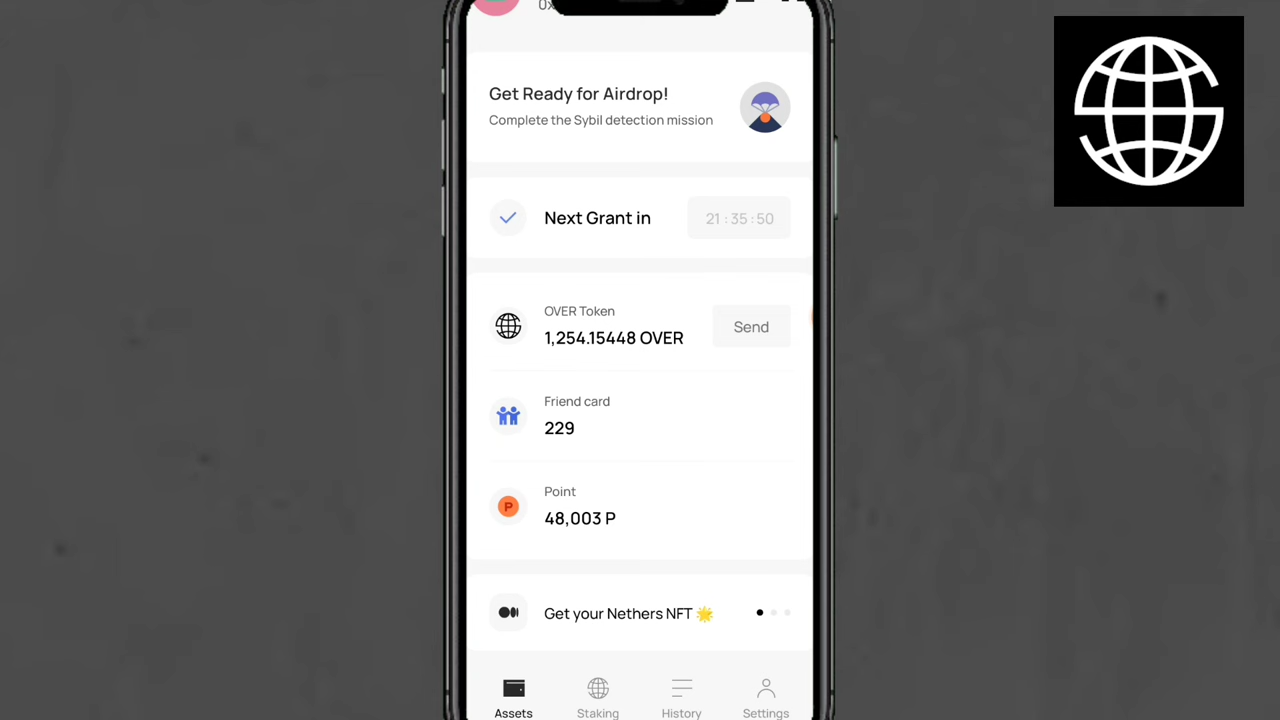 0x
Get Ready for Airdrop!
Complete the Sybil detection mission
Next Grant in
21 : 35 : 50
OVER Token
1,254.15448 OVER
Send
Friend card
229
Point
P
48,003 P
Get your Nethers NFT 🌟
Assets
Staking
History
Settings